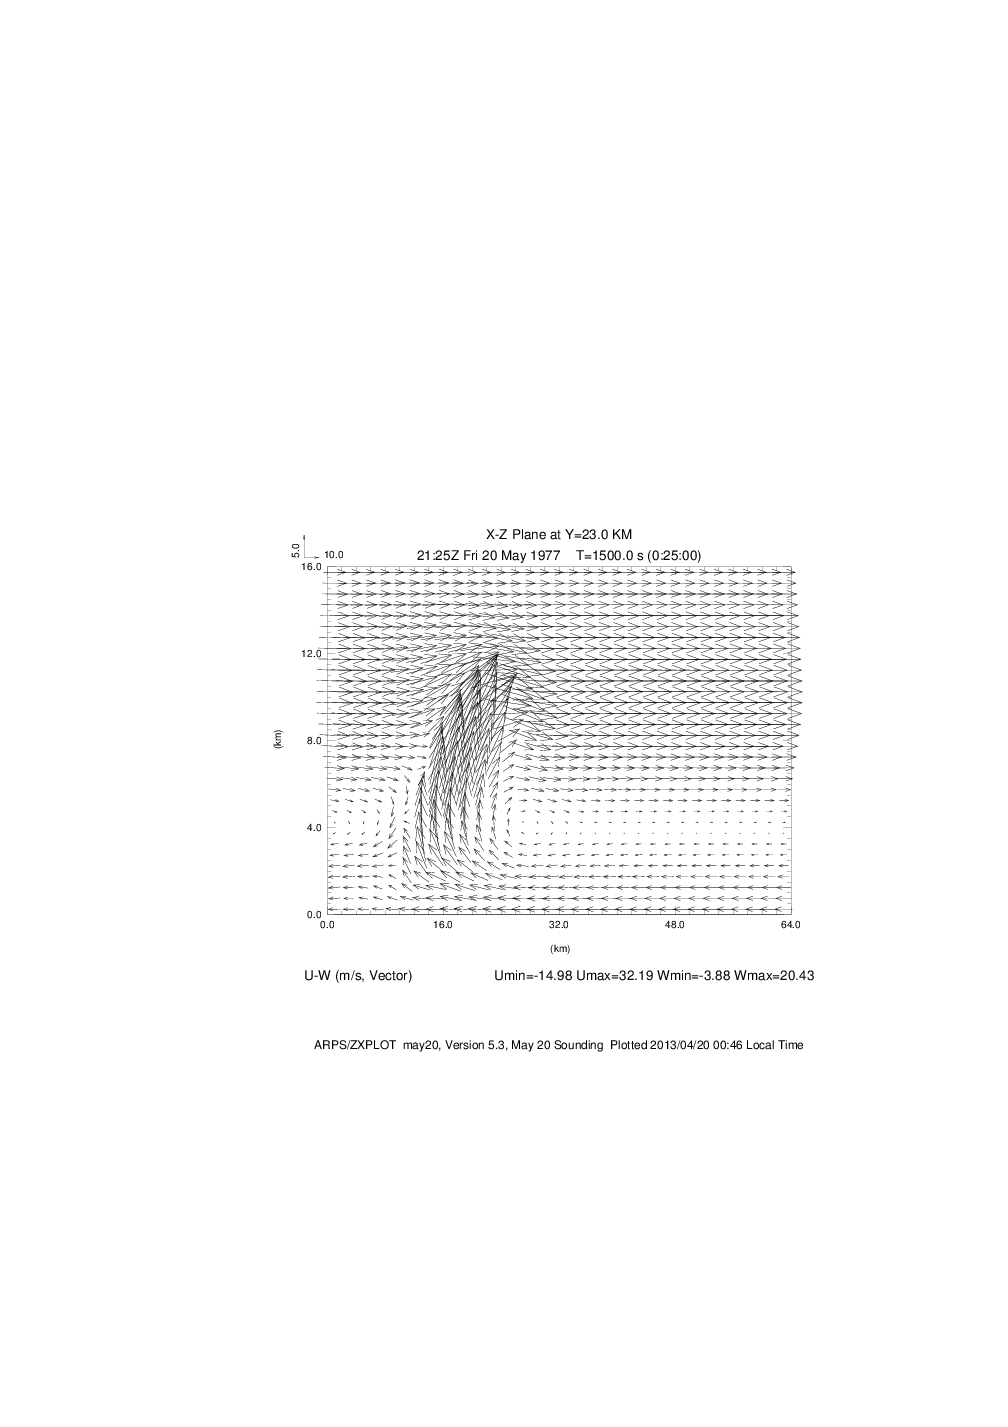 X-Z Plane at Y=23.0 KM
21:25Z Fri 20 May 1977 T=1500.0 s (0:25:00)
5.0
10.0
16.0
12.0
8.0
4.0
0.0
(km)
0.0 16.0 32.0 48.0 64.0
(km)
U-W (m/s, Vector) Umin=-14.98 Umax=32.19 Wmin=-3.88 Wmax=20.43
ARPS/ZXPLOT may20, Version 5.3, May 20 Sounding Plotted 2013/04/20 00:46 Local Time